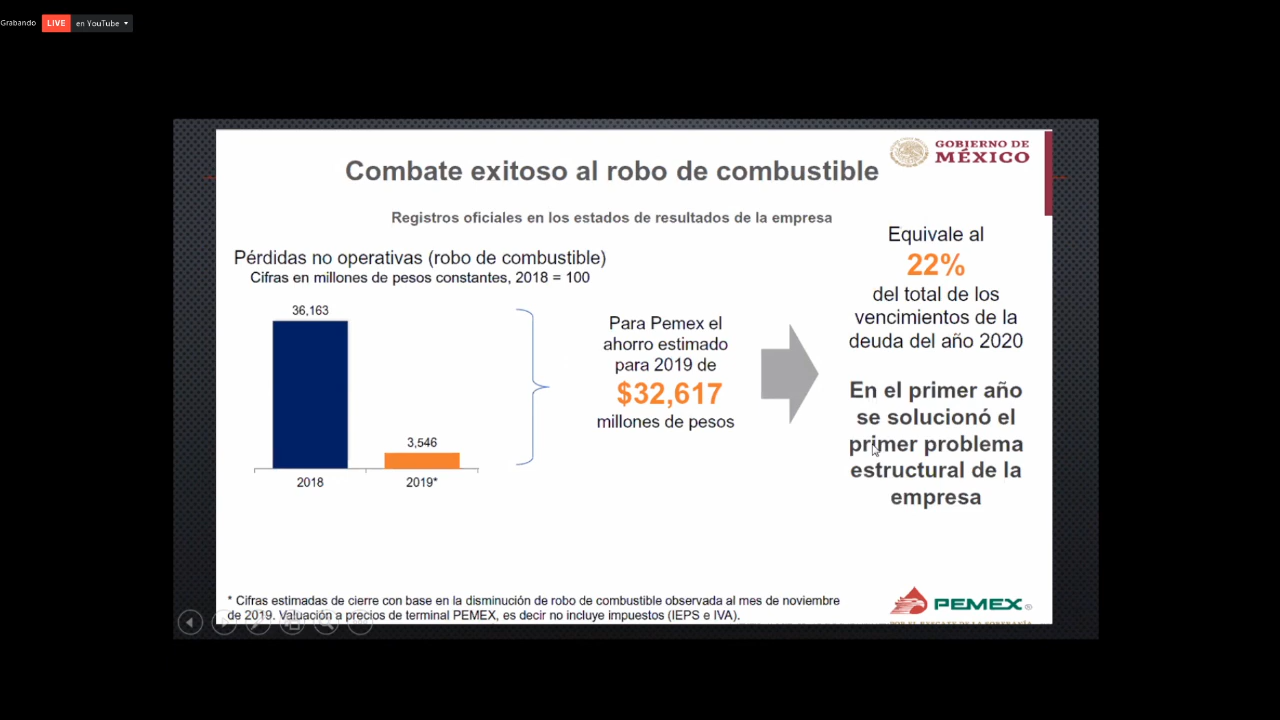 Grabando
LIVE en YouTube
GOBIERNO DE
MÉXICO
Combate exitoso al robo de combustible
Registros oficiales en los estados de resultados de la empresa
Pérdidas no operativas (robo de combustible)
Cifras en millones de pesos constantes, 2018 = 100
36,163
3,546
2018
2019*
Para Pemex el
ahorro estimado
para 2019 de
$32,617
millones de pesos
Equivale al
22%
del total de los
vencimientos de la
deuda del año 2020
En el primer año
se solucionó el
primer problema
estructural de la
empresa
* Cifras estimadas de cierre con base en la disminución de robo de combustible observada al mes de noviembre
de 2019. Valuación a precios de terminal PEMEX, es decir no incluye impuestos (IEPS e IVA).
PEMEX®